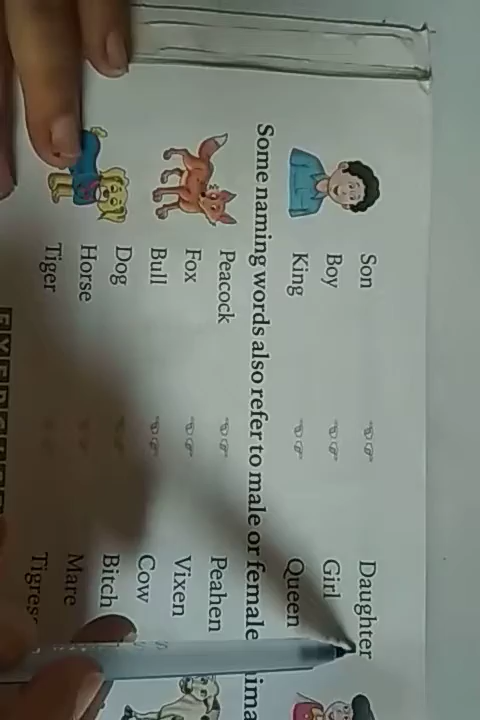 Son Daughter
Boy Girl
King Queen
Some naming words also refer to male or female
Peacock Peahen
Fox Vixen
Bull Cow
Dog Bitch
Horse Mare
Tiger Tigress